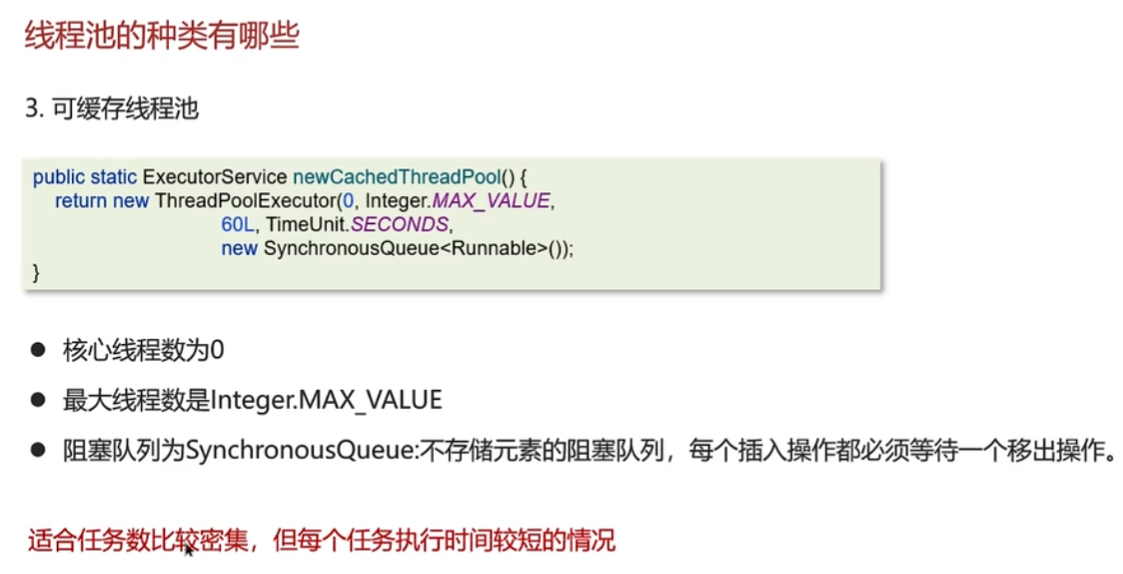 线程池的种类有哪些
3. 可缓存线程池
public static ExecutorService newCachedThreadPool() {
return new ThreadPoolExecutor(0, Integer.MAX_VALUE,
60L, TimeUnit.SECONDS,
new SynchronousQueue<Runnable>());
}
● 核心线程数为0
● 最大线程数是Integer.MAX_VALUE
● 阻塞队列为SynchronousQueue:不存储元素的阻塞队列，每个插入操作都必须等待一个移出操作。
适合任务数比较密集，但每个任务执行时间较短的情况